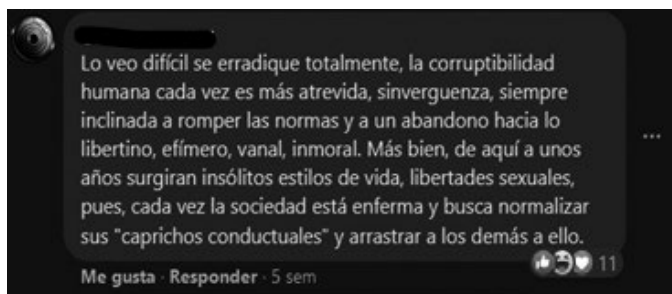 Lo veo difícil se erradique totalmente, la corruptibilidad
humana cada vez es más atrevida, sinverguenza, siempre
inclinada a romper las normas y a un abandono hacia lo
libertino, efímero, vanal, inmoral. Más bien, de aquí a unos
años surgiran insólitos estilos de vida, libertades sexuales,
pues, cada vez la sociedad está enferma y busca normalizar
sus "caprichos conductuales" y arrastrar a los demás a ello.
Me gusta · Responder · 5 sem
11